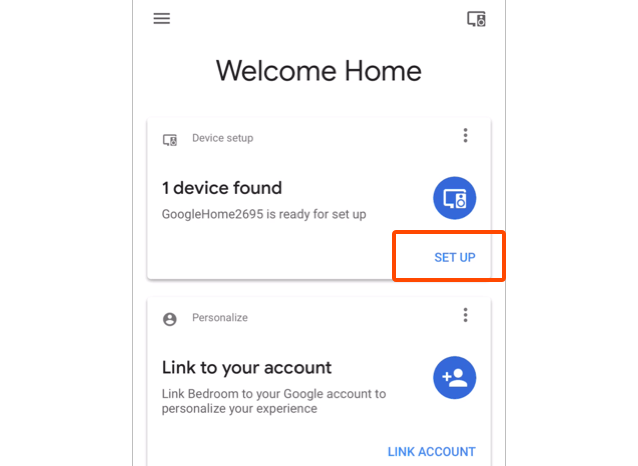 Welcome Home
Device setup
1 device found
GoogleHome2695 is ready for set up
SET UP
Personalize
Link to your account
Link Bedroom to your Google account to
personalize your experience
LINK ACCOUNT